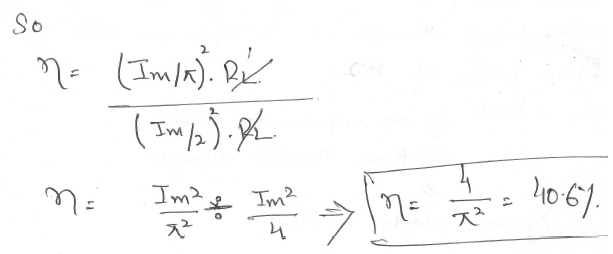 So
η = (Im/π)². RL / (Im/2)². RL
η = Im²/π² ÷ Im²/4 ⇒ η = 4/π² = 40.6%.